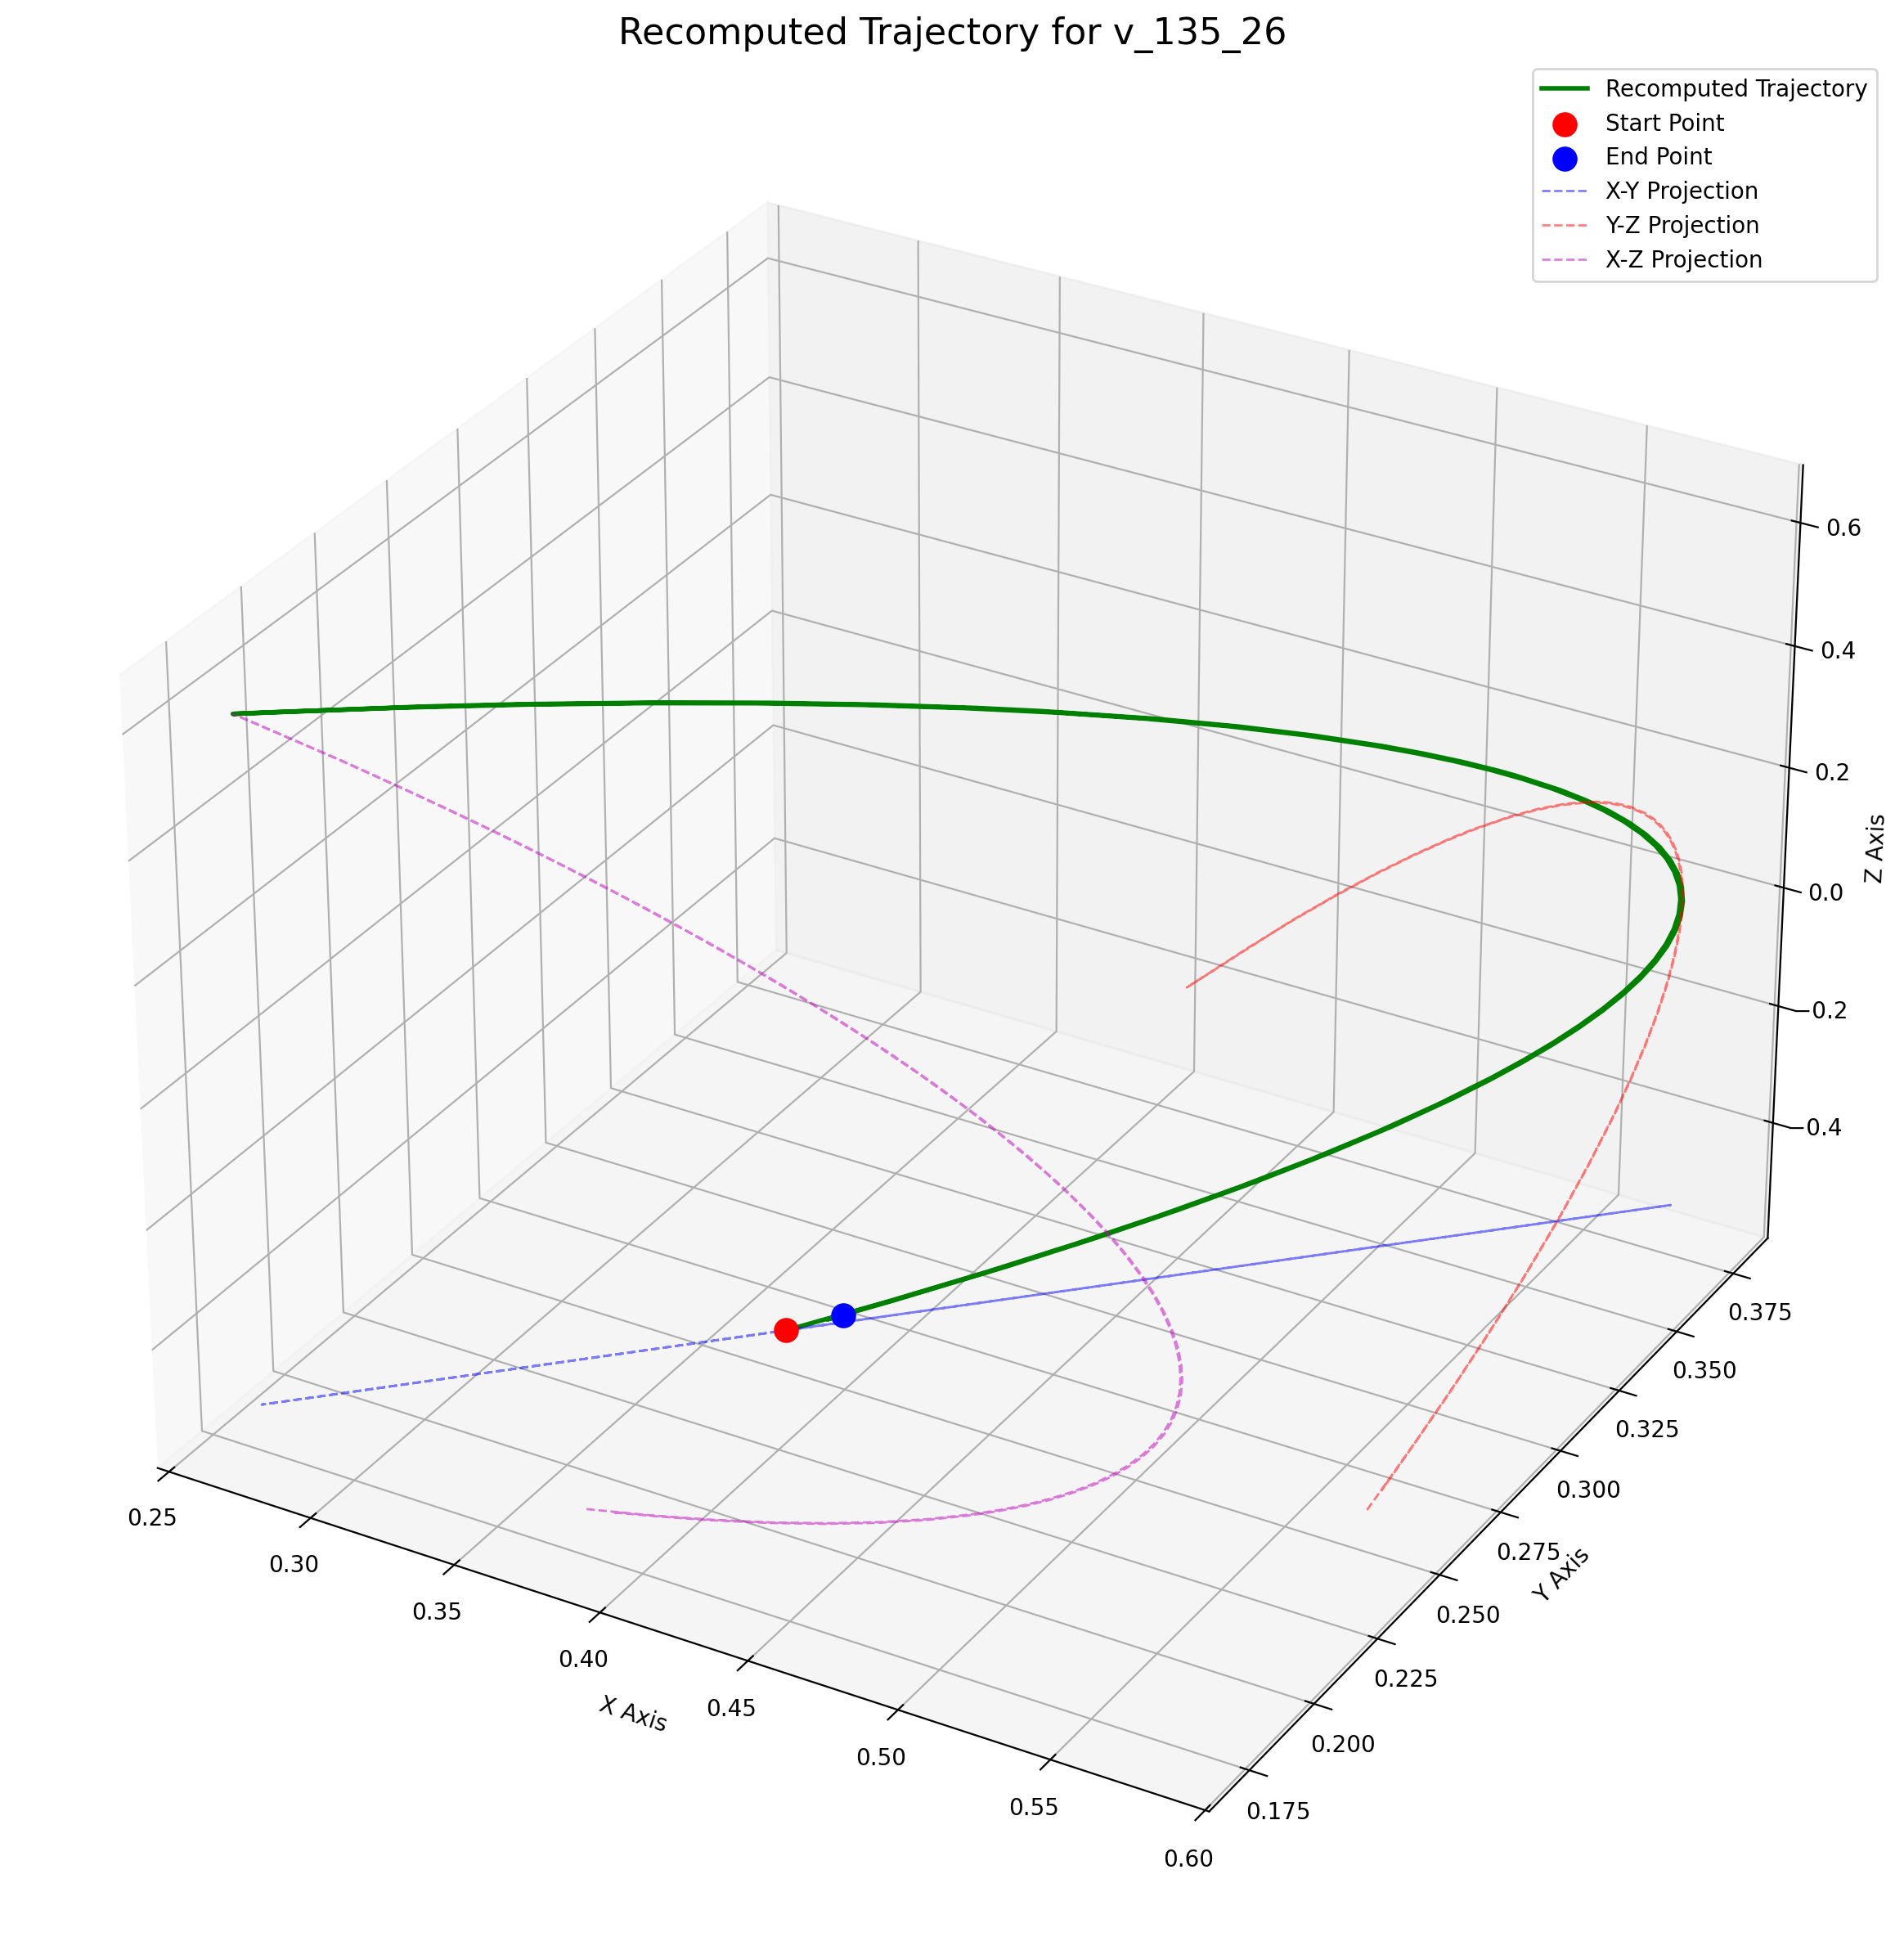 Recomputed Trajectory for v_135_26
Recomputed Trajectory
Start Point
End Point
X-Y Projection
Y-Z Projection
X-Z Projection
0.6
0.4
0.2
0.0
−0.2
−0.4
Z Axis
0.375
0.350
0.325
0.300
0.275
0.250
0.225
0.200
0.175
Y Axis
0.25
0.30
0.35
0.40
0.45
0.50
0.55
0.60
X Axis